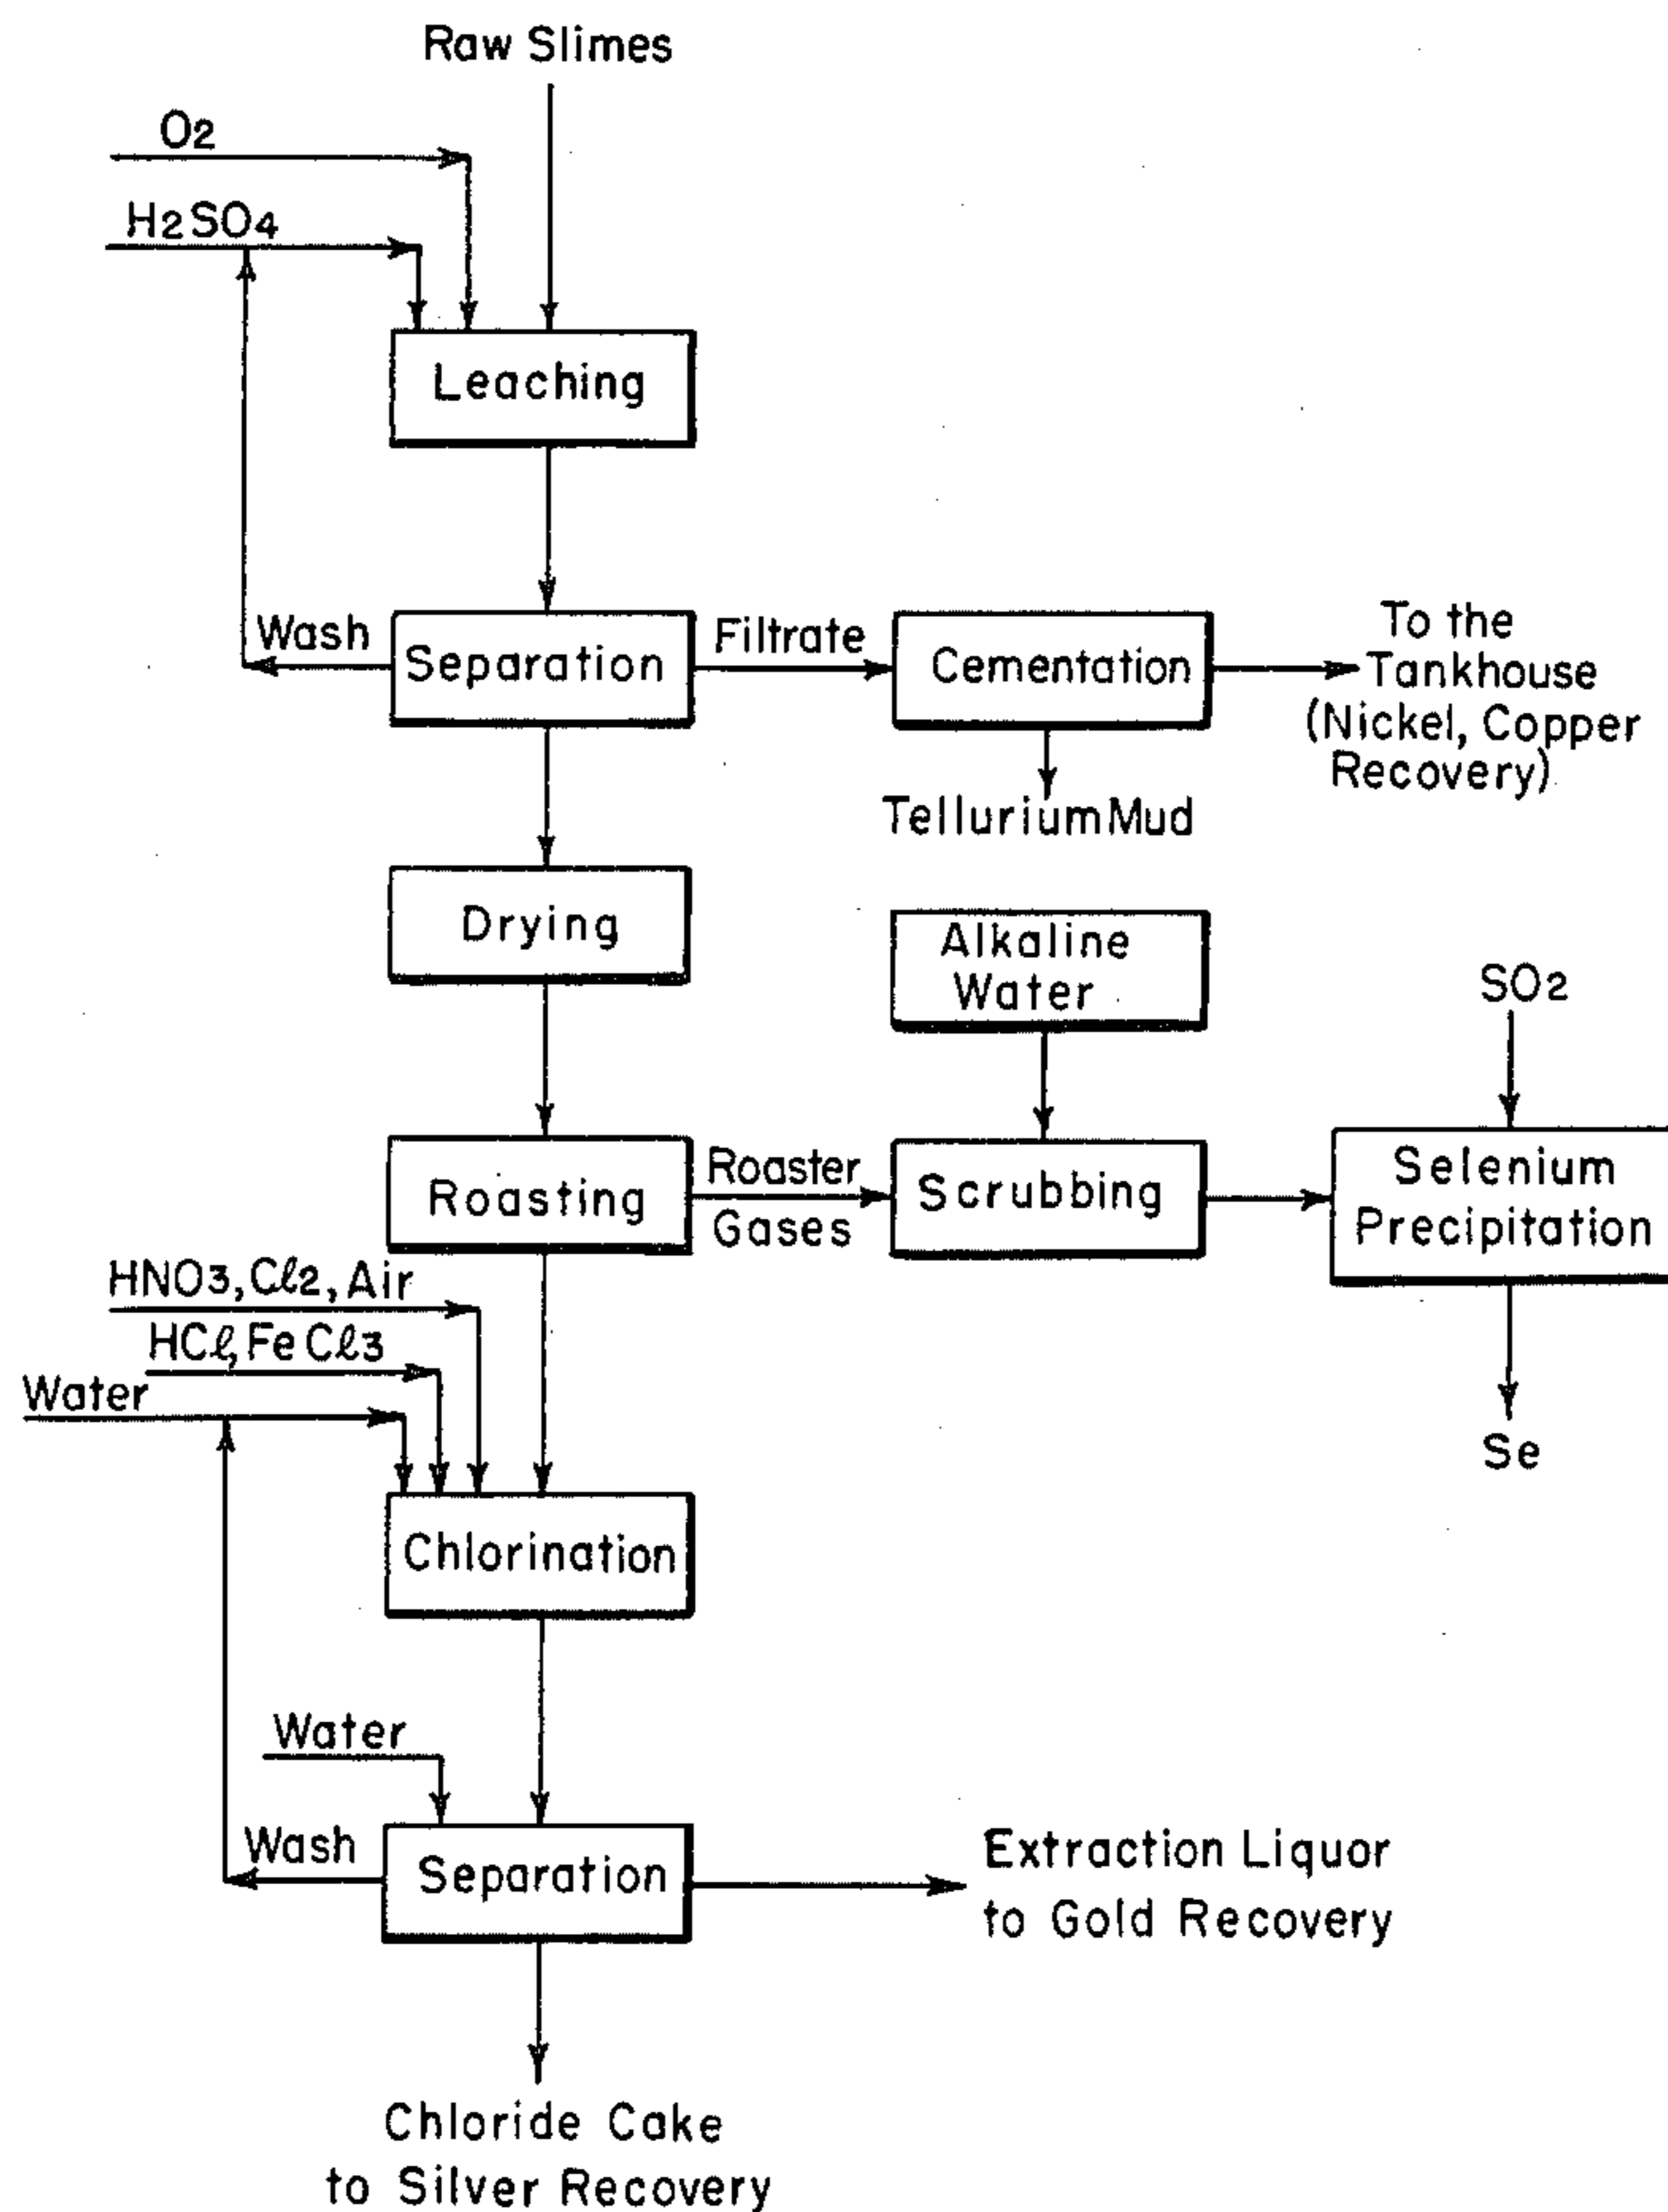 Raw Slimes
O2
H2SO4
Leaching
Wash
Separation
Filtrate
Cementation
To the
Tankhouse
(Nickel, Copper
Recovery)
Tellurium Mud
Drying
Alkaline
Water
SO2
Roasting
Roaster
Gases
Scrubbing
Selenium
Precipitation
HNO3, Cl2, Air
HCl, FeCl3
Water
Se
Chlorination
Water
Wash
Separation
Extraction Liquor
to Gold Recovery
Chloride Cake
to Silver Recovery